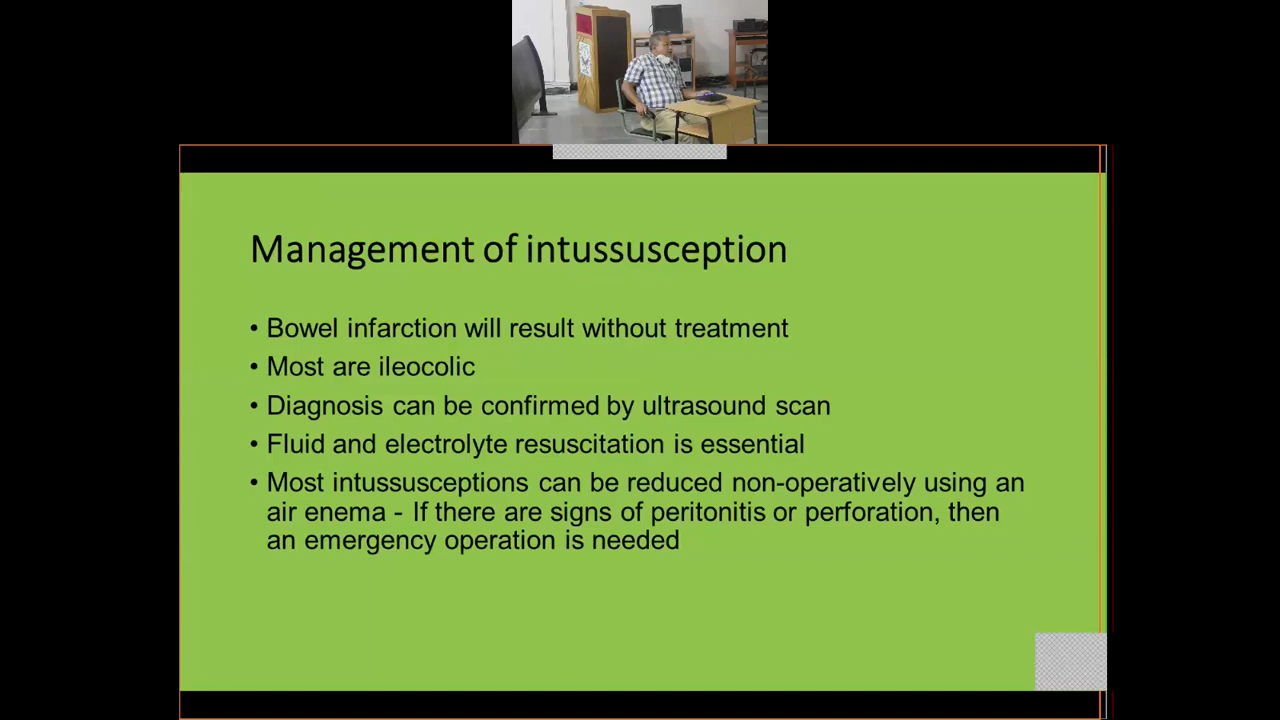 Management of intussusception
• Bowel infarction will result without treatment
• Most are ileocolic
• Diagnosis can be confirmed by ultrasound scan
• Fluid and electrolyte resuscitation is essential
• Most intussusceptions can be reduced non-operatively using an
air enema - If there are signs of peritonitis or perforation, then
an emergency operation is needed